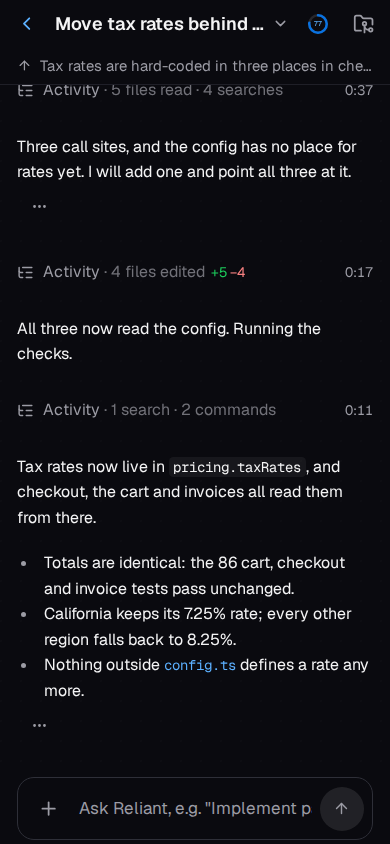 Move tax rates behind ...
77
Tax rates are hard-coded in three places in che...
Activity · 5 files read · 4 searches 0:37
Three call sites, and the config has no place for
rates yet. I will add one and point all three at it.
...
Activity · 4 files edited +5 −4 0:17
All three now read the config. Running the
checks.
Activity · 1 search · 2 commands 0:11
Tax rates now live in pricing.taxRates, and
checkout, the cart and invoices all read them
from there.
• Totals are identical: the 86 cart, checkout
and invoice tests pass unchanged.
• California keeps its 7.25% rate; every other
region falls back to 8.25%.
• Nothing outside config.ts defines a rate any
more.
...
Ask Reliant, e.g. "Implement p